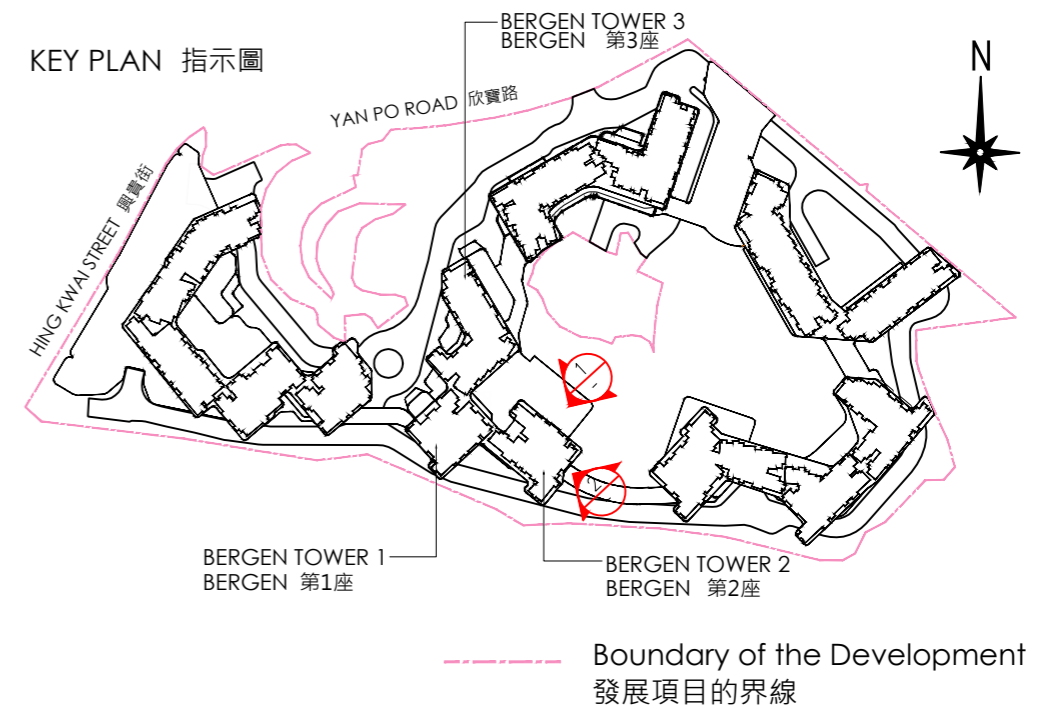 BERGEN TOWER 3
BERGEN 第3座
KEY PLAN 指示圖
N
YAN PO ROAD 欣寶路
HING KWAI STREET 興貴街
1
2
BERGEN TOWER 1
BERGEN 第1座
BERGEN TOWER 2
BERGEN 第2座
Boundary of the Development
發展項目的界線